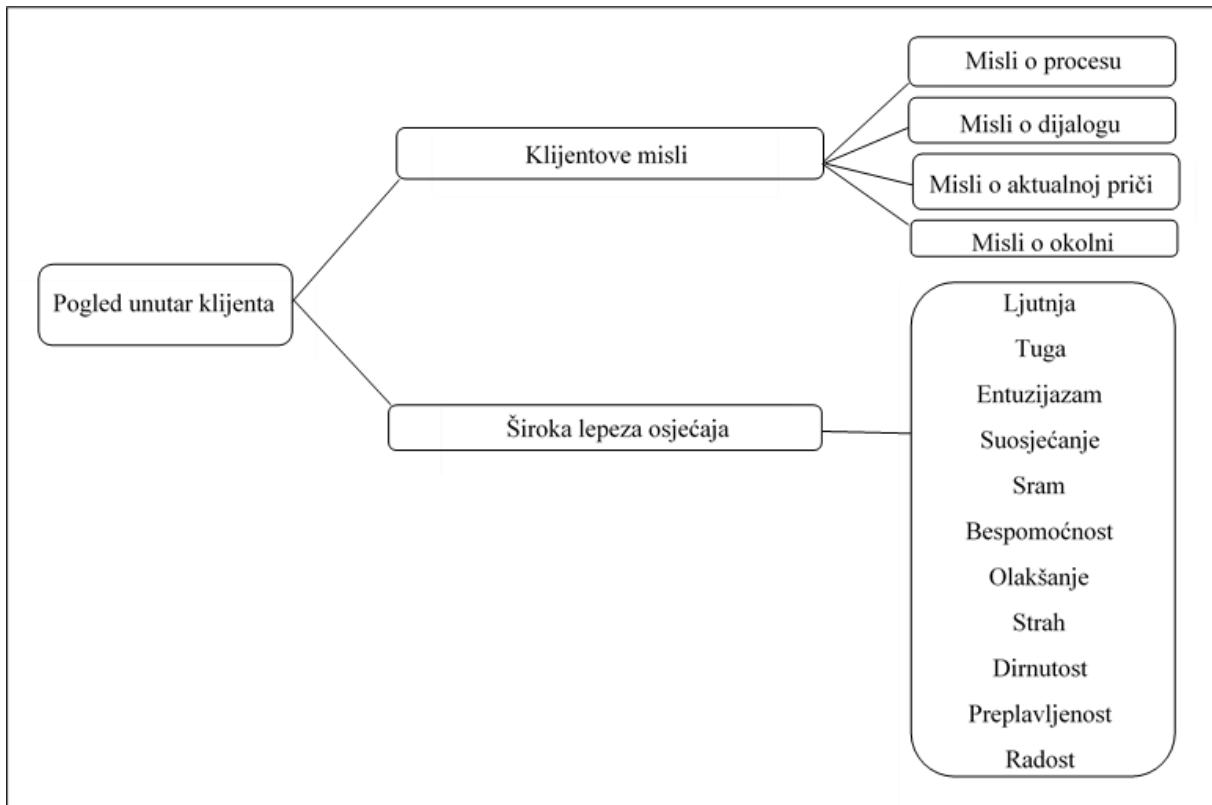 Pogled unutar klijenta
Klijentove misli
Misli o procesu
Misli o dijalogu
Misli o aktualnoj priči
Misli o okolni
Široka lepeza osjećaja
Ljutnja
Tuga
Entuzijazam
Suosjećanje
Sram
Bespomoćnost
Olakšanje
Strah
Dirnutost
Preplavljenost
Radost